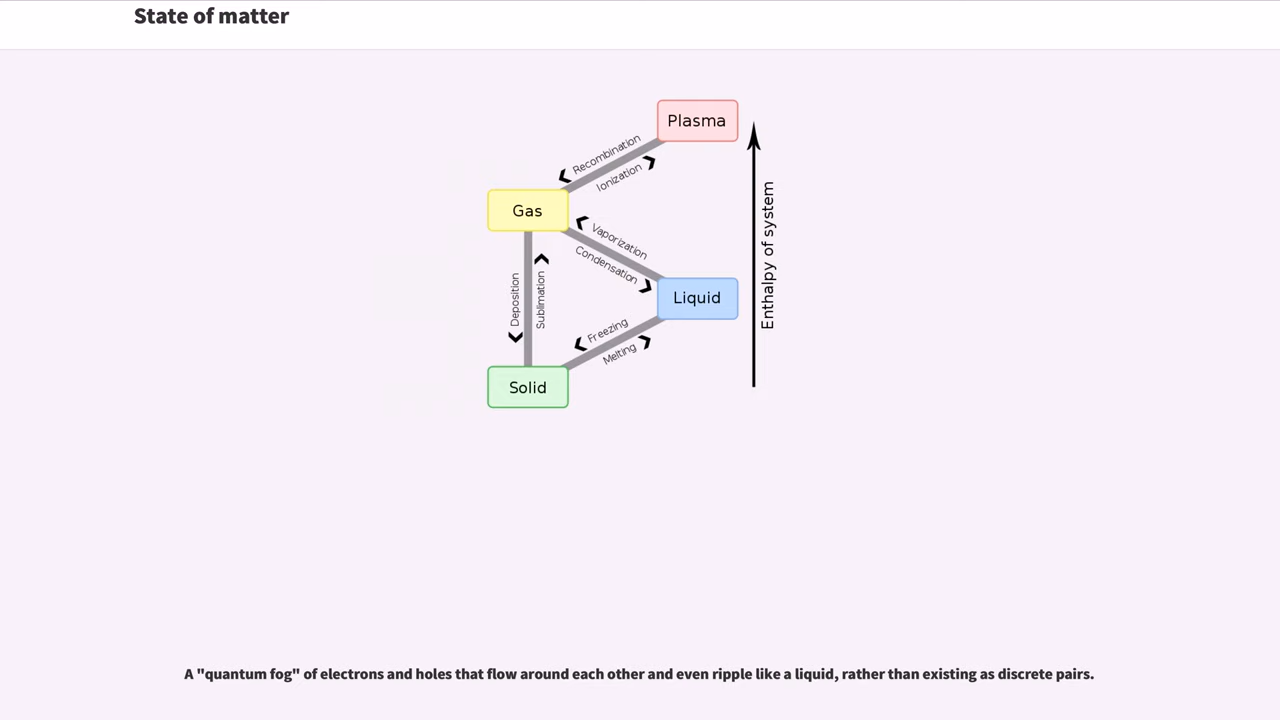 State of matter
Plasma
Recombination
Ionization
Gas
Vaporization
Condensation
Enthalpy of system
Deposition
Sublimation
Liquid
Freezing
Melting
Solid
A "quantum fog" of electrons and holes that flow around each other and even ripple like a liquid, rather than existing as discrete pairs.